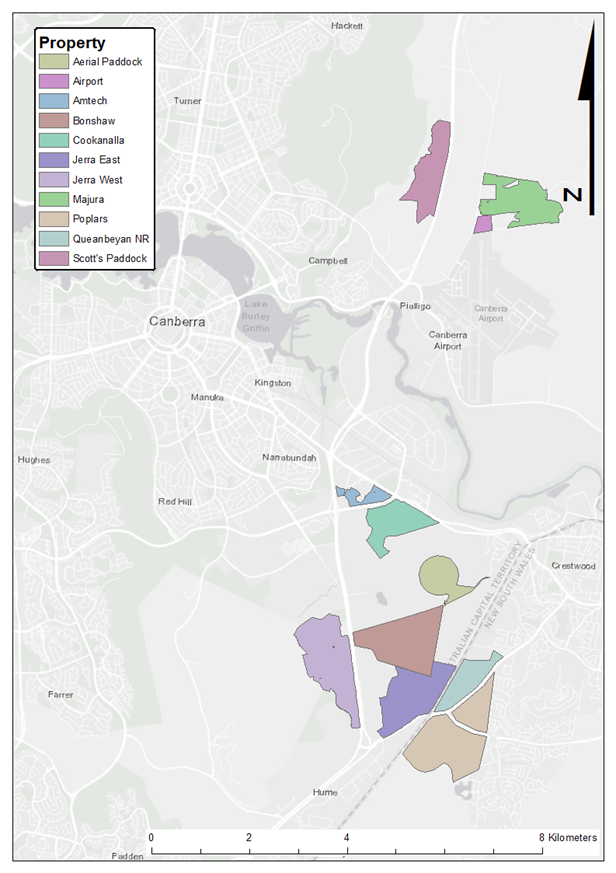 Hackett
Property
Aerial Paddock
Airport
Amtech
Bonshaw
Cookanalla
Jerra East
Jerra West
Majura
Poplars
Queanbeyan NR
Scott's Paddock
Turner
N
Campbell
Lake
Burley
Griffin
Pialligo
Canberra
Airport
Canberra
Canberra
Airport
Kingston
Manuka
Narrabundah
Hughes
Red Hill
TRALIAN CAPITAL TERRITORY
NEW SOUTH WALES
Crestwood
Farrer
Hume
0 2 4 8 Kilometers
Fadden